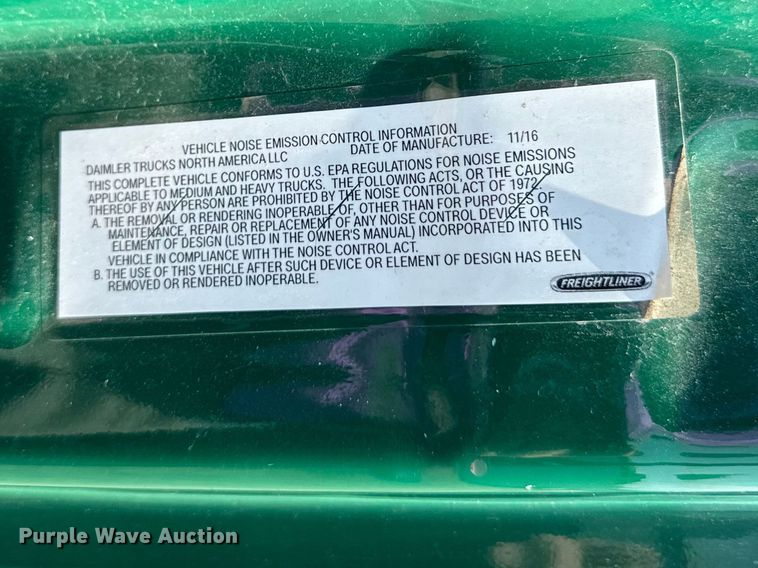 VEHICLE NOISE EMISSION CONTROL INFORMATION
DAIMLER TRUCKS NORTH AMERICA LLC DATE OF MANUFACTURE: 11/16
THIS COMPLETE VEHICLE CONFORMS TO U.S. EPA REGULATIONS FOR NOISE EMISSIONS
APPLICABLE TO MEDIUM AND HEAVY TRUCKS. THE FOLLOWING ACTS, OR THE CAUSING
THEREOF BY ANY PERSON ARE PROHIBITED BY THE NOISE CONTROL ACT OF 1972
A. THE REMOVAL OR RENDERING INOPERABLE OF, OTHER THAN FOR PURPOSES OF
MAINTENANCE, REPAIR OR REPLACEMENT OF ANY NOISE CONTROL DEVICE OR
ELEMENT OF DESIGN (LISTED IN THE OWNER'S MANUAL) INCORPORATED INTO THIS
VEHICLE IN COMPLIANCE WITH THE NOISE CONTROL ACT.
B. THE USE OF THIS VEHICLE AFTER SUCH DEVICE OR ELEMENT OF DESIGN HAS BEEN
REMOVED OR RENDERED INOPERABLE.
FREIGHTLINER
Purple Wave Auction